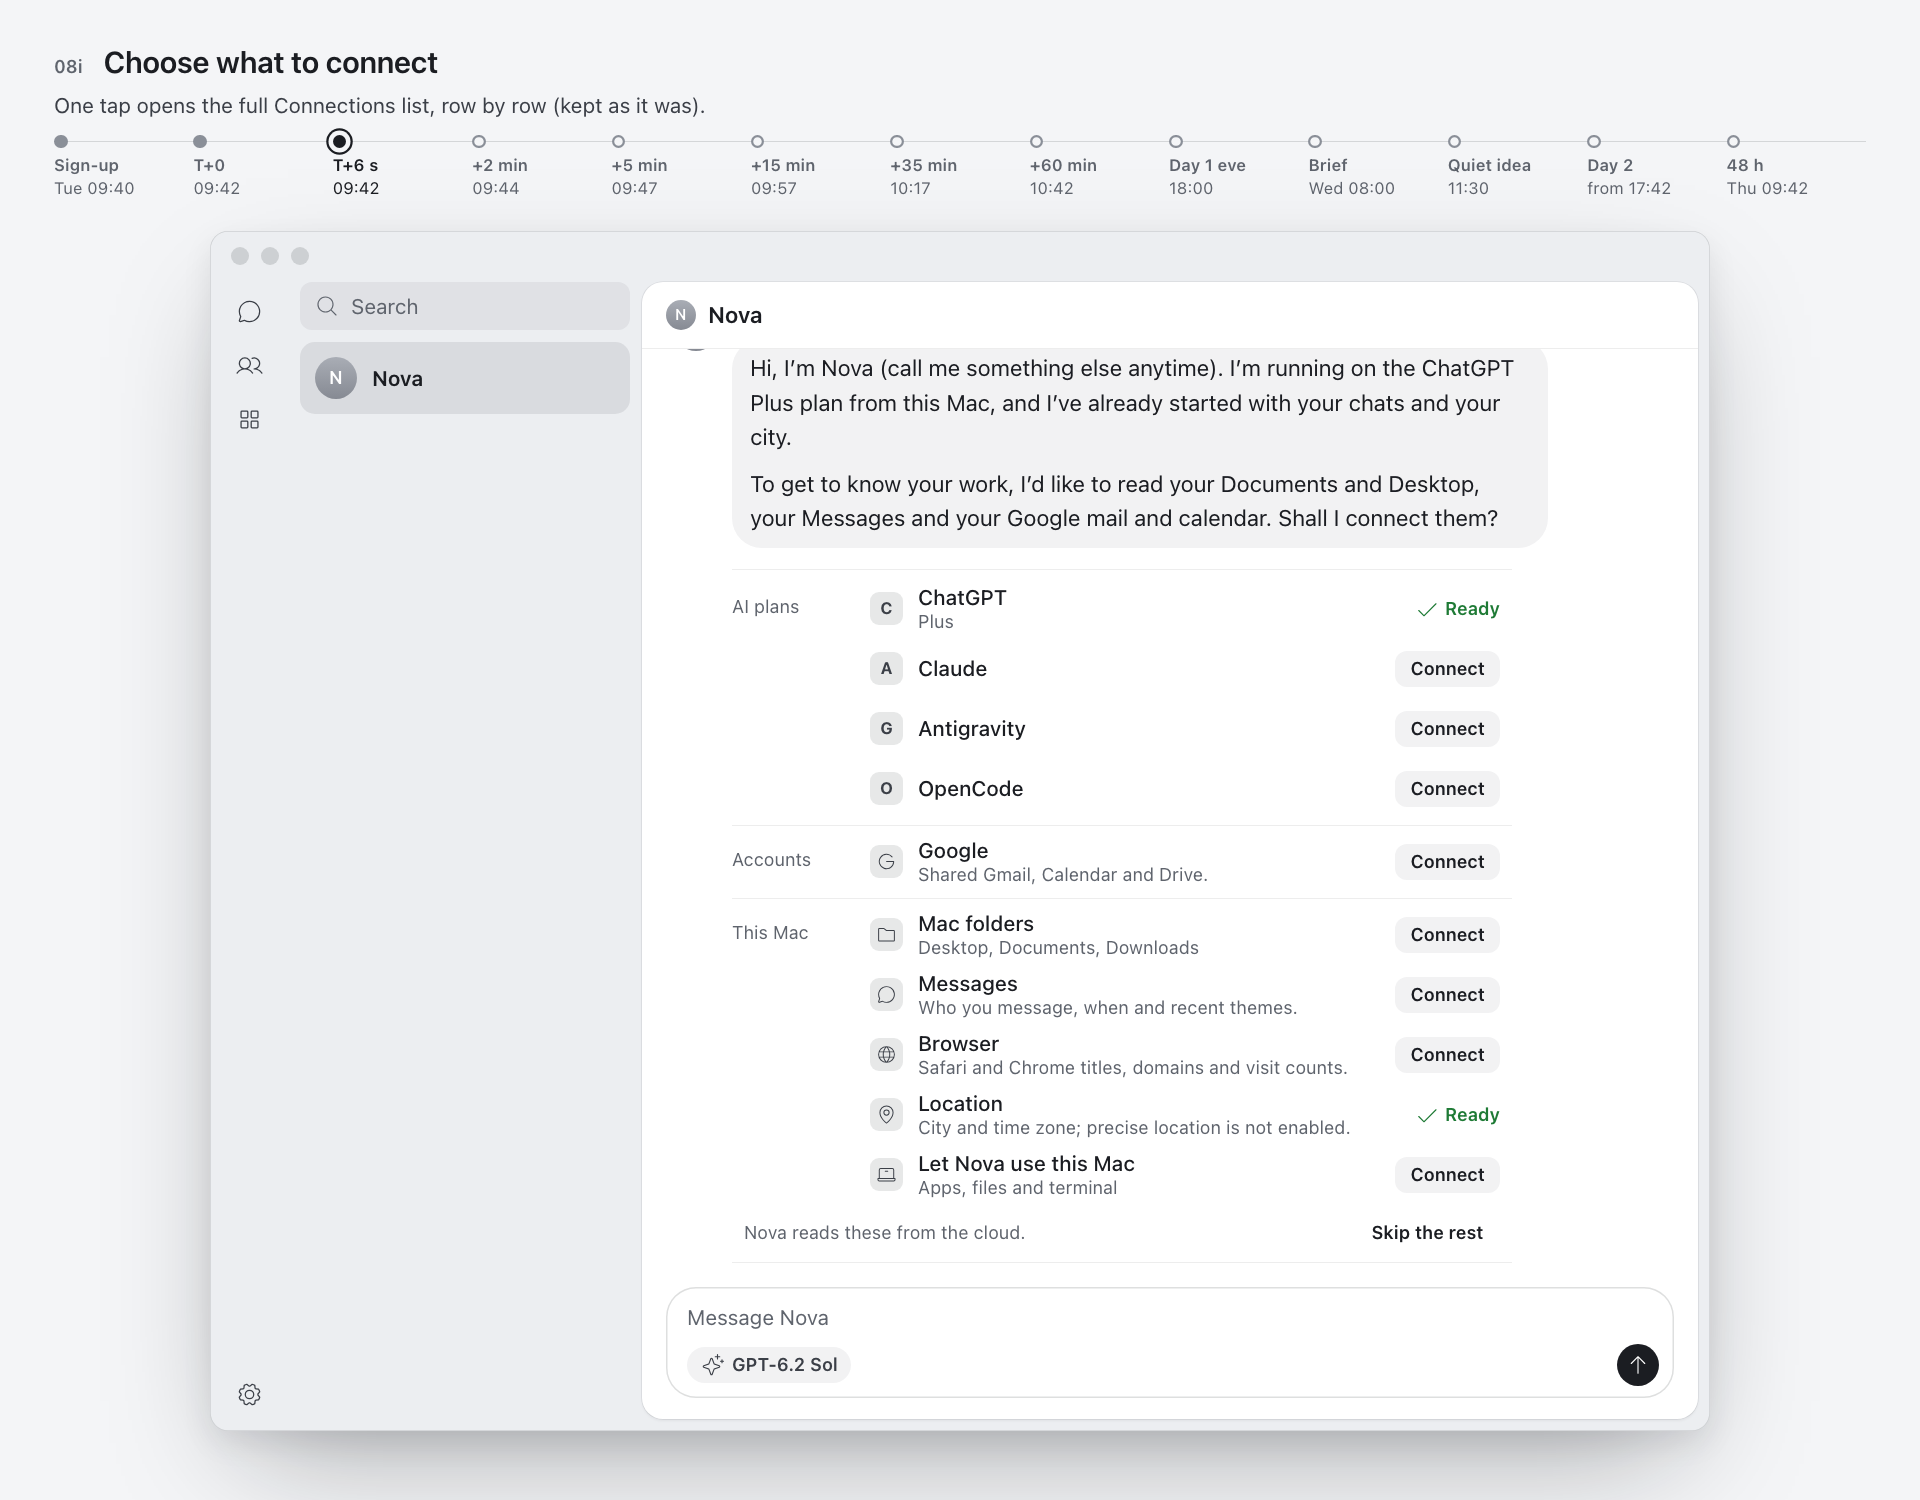 08i Choose what to connect
One tap opens the full Connections list, row by row (kept as it was).
Sign-up
Tue 09:40
T+0
09:42
T+6 s
09:42
+2 min
09:44
+5 min
09:47
+15 min
09:57
+35 min
10:17
+60 min
10:42
Day 1 eve
18:00
Brief
Wed 08:00
Quiet idea
11:30
Day 2
from 17:42
48 h
Thu 09:42
Search
N Nova
N Nova
Hi, I’m Nova (call me something else anytime). I’m running on the ChatGPT
Plus plan from this Mac, and I’ve already started with your chats and your
city.
To get to know your work, I’d like to read your Documents and Desktop,
your Messages and your Google mail and calendar. Shall I connect them?
AI plans
C ChatGPT
Plus
Ready
A Claude
Connect
G Antigravity
Connect
O OpenCode
Connect
Accounts
G Google
Shared Gmail, Calendar and Drive.
Connect
This Mac
Mac folders
Desktop, Documents, Downloads
Connect
Messages
Who you message, when and recent themes.
Connect
Browser
Safari and Chrome titles, domains and visit counts.
Connect
Location
City and time zone; precise location is not enabled.
Ready
Let Nova use this Mac
Apps, files and terminal
Connect
Nova reads these from the cloud.
Skip the rest
Message Nova
GPT-6.2 Sol